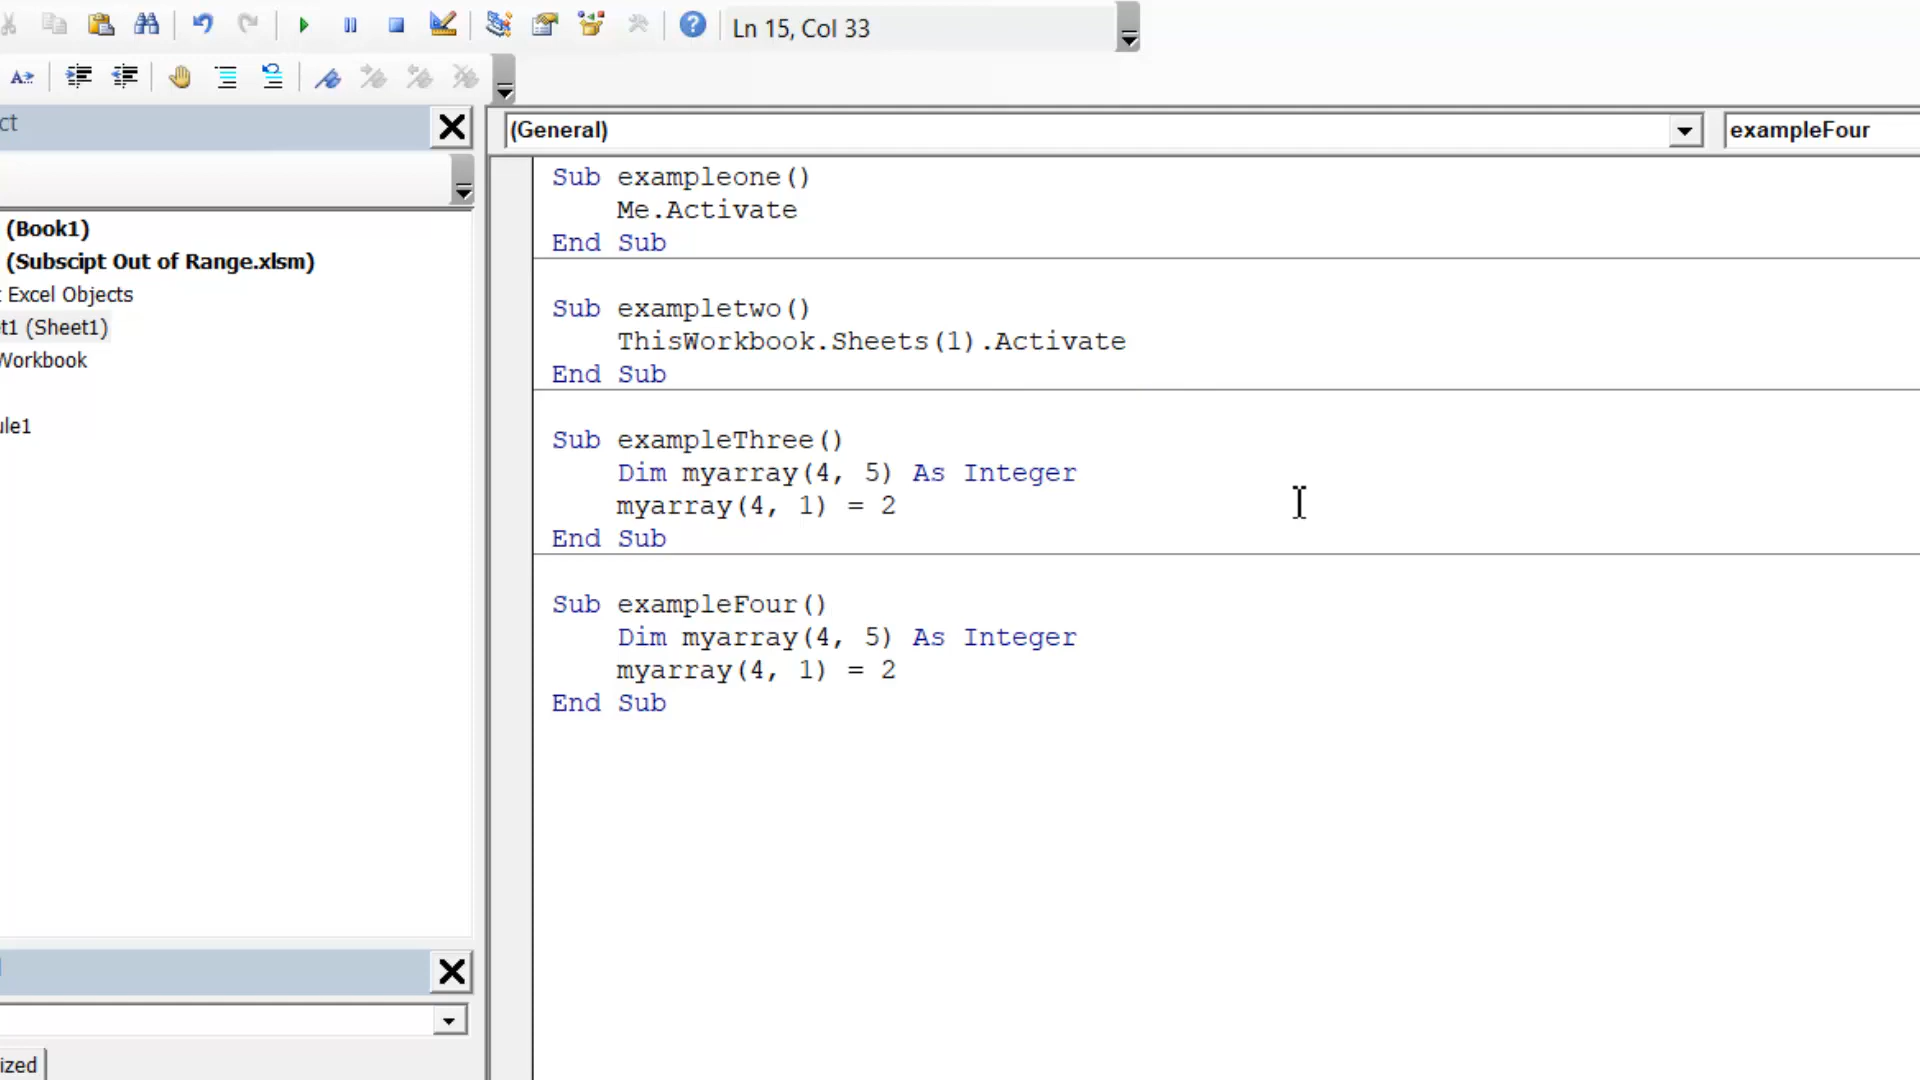 Ln 15, Col 33
A
ct
(General)
exampleFour
(Book1)
(Subscipt Out of Range.xlsm)
Excel Objects
t1 (Sheet1)
Workbook
ule1
Sub exampleone()
Me.Activate
End Sub
Sub exampletwo()
ThisWorkbook.Sheets(1).Activate
End Sub
Sub exampleThree()
Dim myarray(4, 5) As Integer
myarray(4, 1) = 2
End Sub
Sub exampleFour()
Dim myarray(4, 5) As Integer
myarray(4, 1) = 2
End Sub
ized